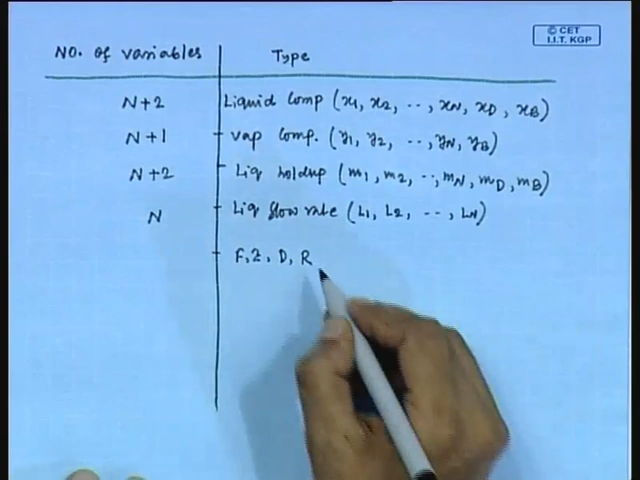 © CET
I.I.T. KGP
No. of variables Type
N+2 Liquid comp (x1, x2, .., xN, xD, xB)
N+1 vap comp. (y1, y2, .., yN, yB)
N+2 Liq holdup (m1, m2, .., mN, mD, mB)
N Liq flow rate (L1, L2, --, LN)
F, Z, D, R